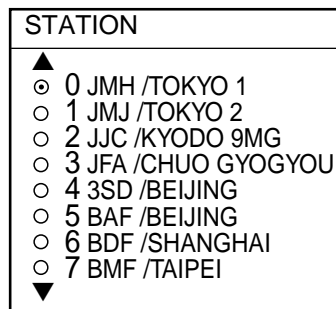 STATION
0 JMH /TOKYO 1
1 JMJ /TOKYO 2
2 JJC /KYODO 9MG
3 JFA /CHUO GYOGYOU
4 3SD /BEIJING
5 BAF /BEIJING
6 BDF /SHANGHAI
7 BMF /TAIPEI